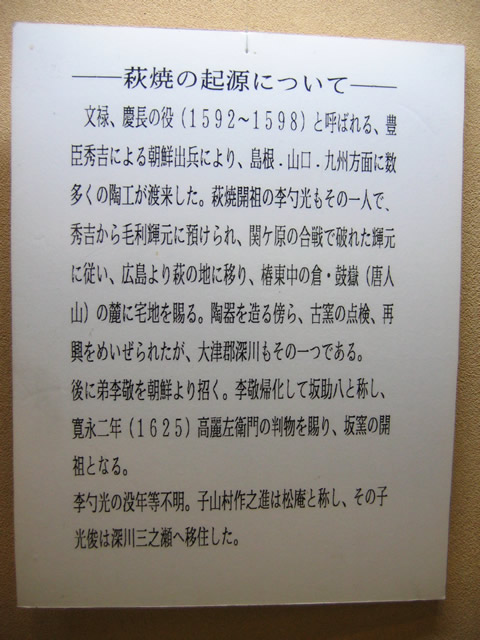 ──萩焼の起源について──
文禄、慶長の役(1592~1598)と呼ばれる、豊
臣秀吉による朝鮮出兵により、島根．山口．九州方面に数
多くの陶工が渡来した。萩焼開祖の李勺光もその一人で、
秀吉から毛利輝元に預けられ、関ケ原の合戦で破れた輝元
に従い、広島より萩の地に移り、椿東中の倉・鼓嶽(唐人
山)の麓に宅地を賜る。陶器を造る傍ら、古窯の点検、再
興をめいぜられたが、大津郡深川もその一つである。
後に弟李敬を朝鮮より招く。李敬帰化して坂助八と称し、
寛永二年(1625)高麗左衛門の判物を賜り、坂窯の開
祖となる。
李勺光の没年等不明。子山村作之進は松庵と称し、その子
光俊は深川三之瀬へ移住した。